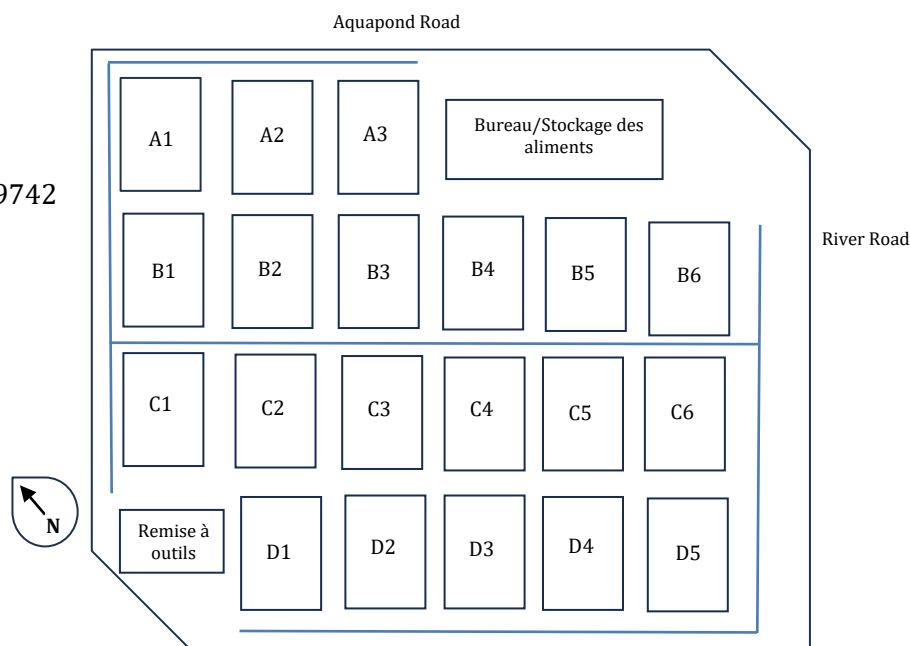 Aquapond Road
A1
A2
A3
Bureau/Stockage des
aliments
9742
River Road
B1
B2
B3
B4
B5
B6
C1
C2
C3
C4
C5
C6
N
Remise à
outils
D1
D2
D3
D4
D5